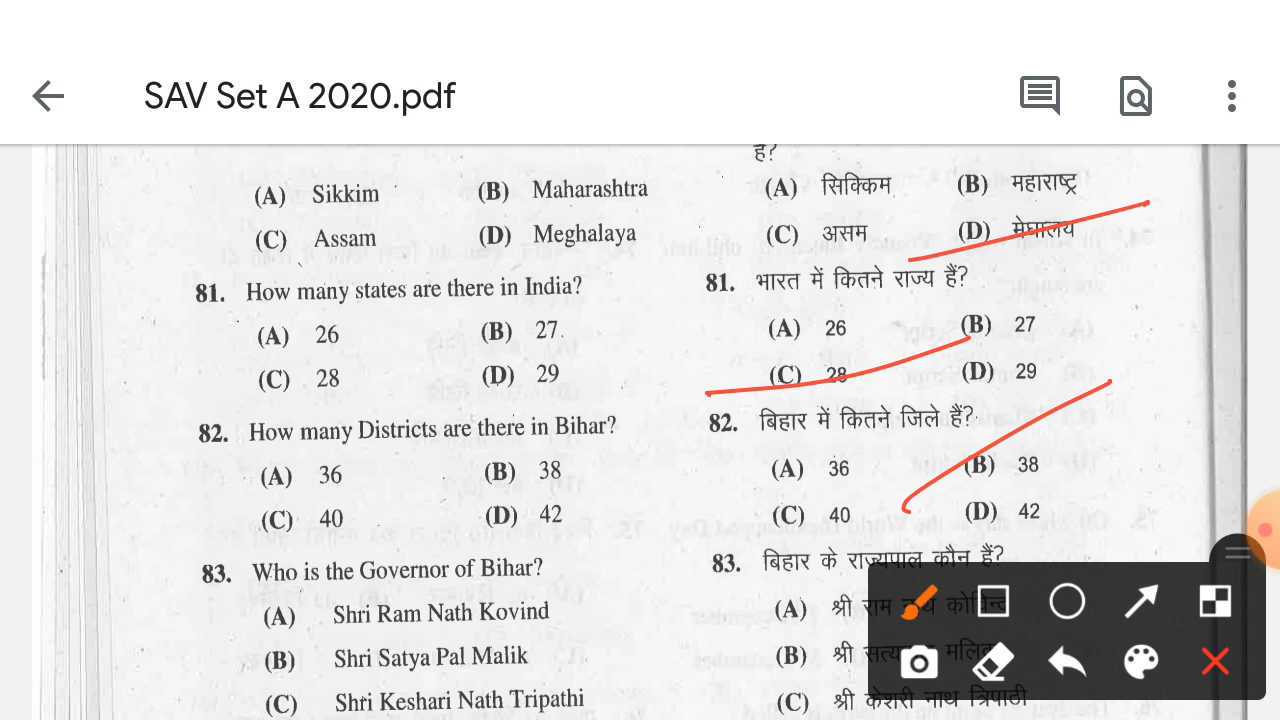 SAV Set A 2020.pdf
(A) Sikkim (B) Maharashtra
(C) Assam (D) Meghalaya
81. How many states are there in India?
(A) 26 (B) 27
(C) 28 (D) 29
82. How many Districts are there in Bihar?
(A) 36 (B) 38
(C) 40 (D) 42
83. Who is the Governor of Bihar?
(A) Shri Ram Nath Kovind
(B) Shri Satya Pal Malik
(C) Shri Keshari Nath Tripathi
है?
(A) सिक्किम (B) महाराष्ट्र
(C) असम (D) मेघालय
81. भारत में कितने राज्य हैं?
(A) 26 (B) 27
(C) 28 (D) 29
82. बिहार में कितने जिले हैं?
(A) 36 (B) 38
(C) 40 (D) 42
83. बिहार के राज्यपाल कौन हैं?
(A) श्री राम नाथ कोविन्द
(B) श्री सत्यपाल मलिक
(C) श्री केशरी नाथ त्रिपाठी